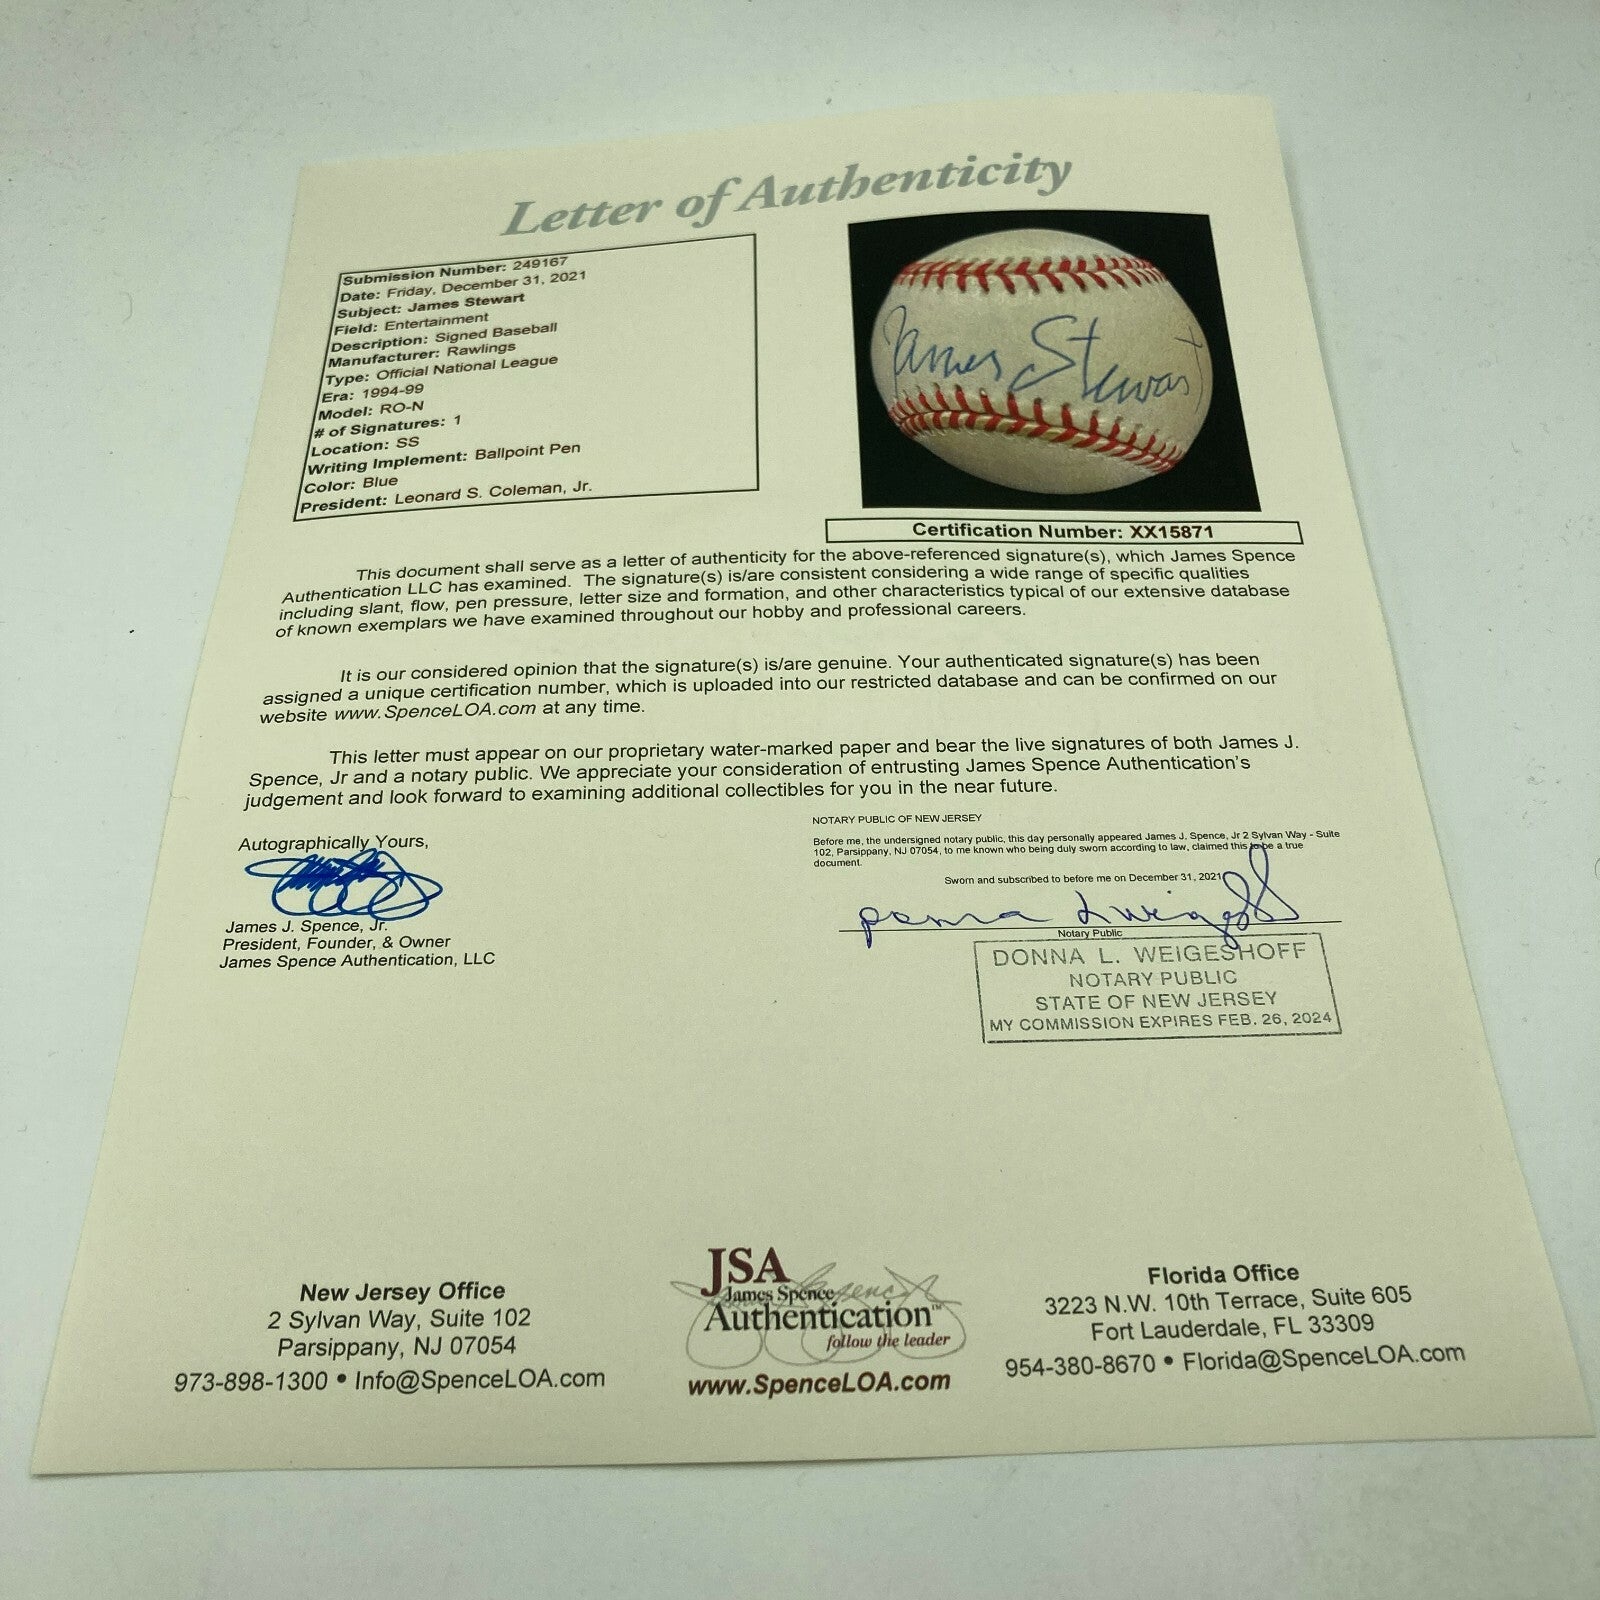 Letter of Authenticity
Submission Number: 249167
Date: Friday, December 31, 2021
Subject: James Stewart
Field: Entertainment
Description: Signed Baseball
Manufacturer: Rawlings
Type: Official National League
Era: 1994-99
Model: RO-N
# of Signatures: 1
Location: SS
Writing Implement: Ballpoint Pen
Color: Blue
President: Leonard S. Coleman, Jr.
James Stewart
Certification Number: XX15871
This document shall serve as a letter of authenticity for the above-referenced signature(s), which James Spence
Authentication LLC has examined. The signature(s) is/are consistent considering a wide range of specific qualities
including slant, flow, pen pressure, letter size and formation, and other characteristics typical of our extensive database
of known exemplars we have examined throughout our hobby and professional careers.
It is our considered opinion that the signature(s) is/are genuine. Your authenticated signature(s) has been
assigned a unique certification number, which is uploaded into our restricted database and can be confirmed on our
website www.SpenceLOA.com at any time.
This letter must appear on our proprietary water-marked paper and bear the live signatures of both James J.
Spence, Jr and a notary public. We appreciate your consideration of entrusting James Spence Authentication's
judgement and look forward to examining additional collectibles for you in the near future.
Autographically Yours,
James J. Spence, Jr.
President, Founder, & Owner
James Spence Authentication, LLC
NOTARY PUBLIC OF NEW JERSEY
Before me, the undersigned notary public, this day personally appeared James J. Spence, Jr 2 Sylvan Way - Suite
102, Parsippany, NJ 07054, to me known who being duly sworn according to law, claimed this to be a true
document.
Sworn and subscribed to before me on December 31, 2021
Notary Public
DONNA L. WEIGESHOFF
NOTARY PUBLIC
STATE OF NEW JERSEY
MY COMMISSION EXPIRES FEB. 26, 2024
New Jersey Office
2 Sylvan Way, Suite 102
Parsippany, NJ 07054
973-898-1300 • Info@SpenceLOA.com
JSA
James Spence
Authentication™
follow the leader
www.SpenceLOA.com
Florida Office
3223 N.W. 10th Terrace, Suite 605
Fort Lauderdale, FL 33309
954-380-8670 • Florida@SpenceLOA.com